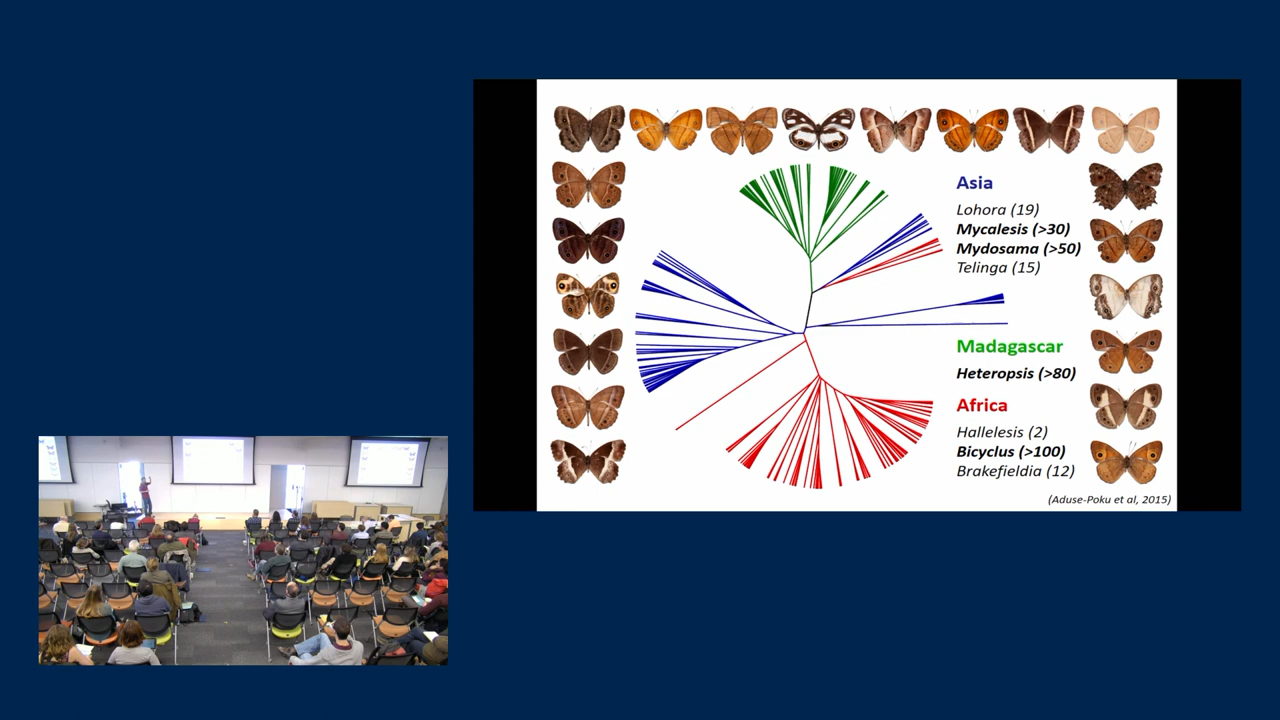 Asia
Lohora (19)
Mycalesis (>30)
Mydosama (>50)
Telinga (15)
Madagascar
Heteropsis (>80)
Africa
Hallelesis (2)
Bicyclus (>100)
Brakefieldia (12)
(Aduse-Poku et al, 2015)